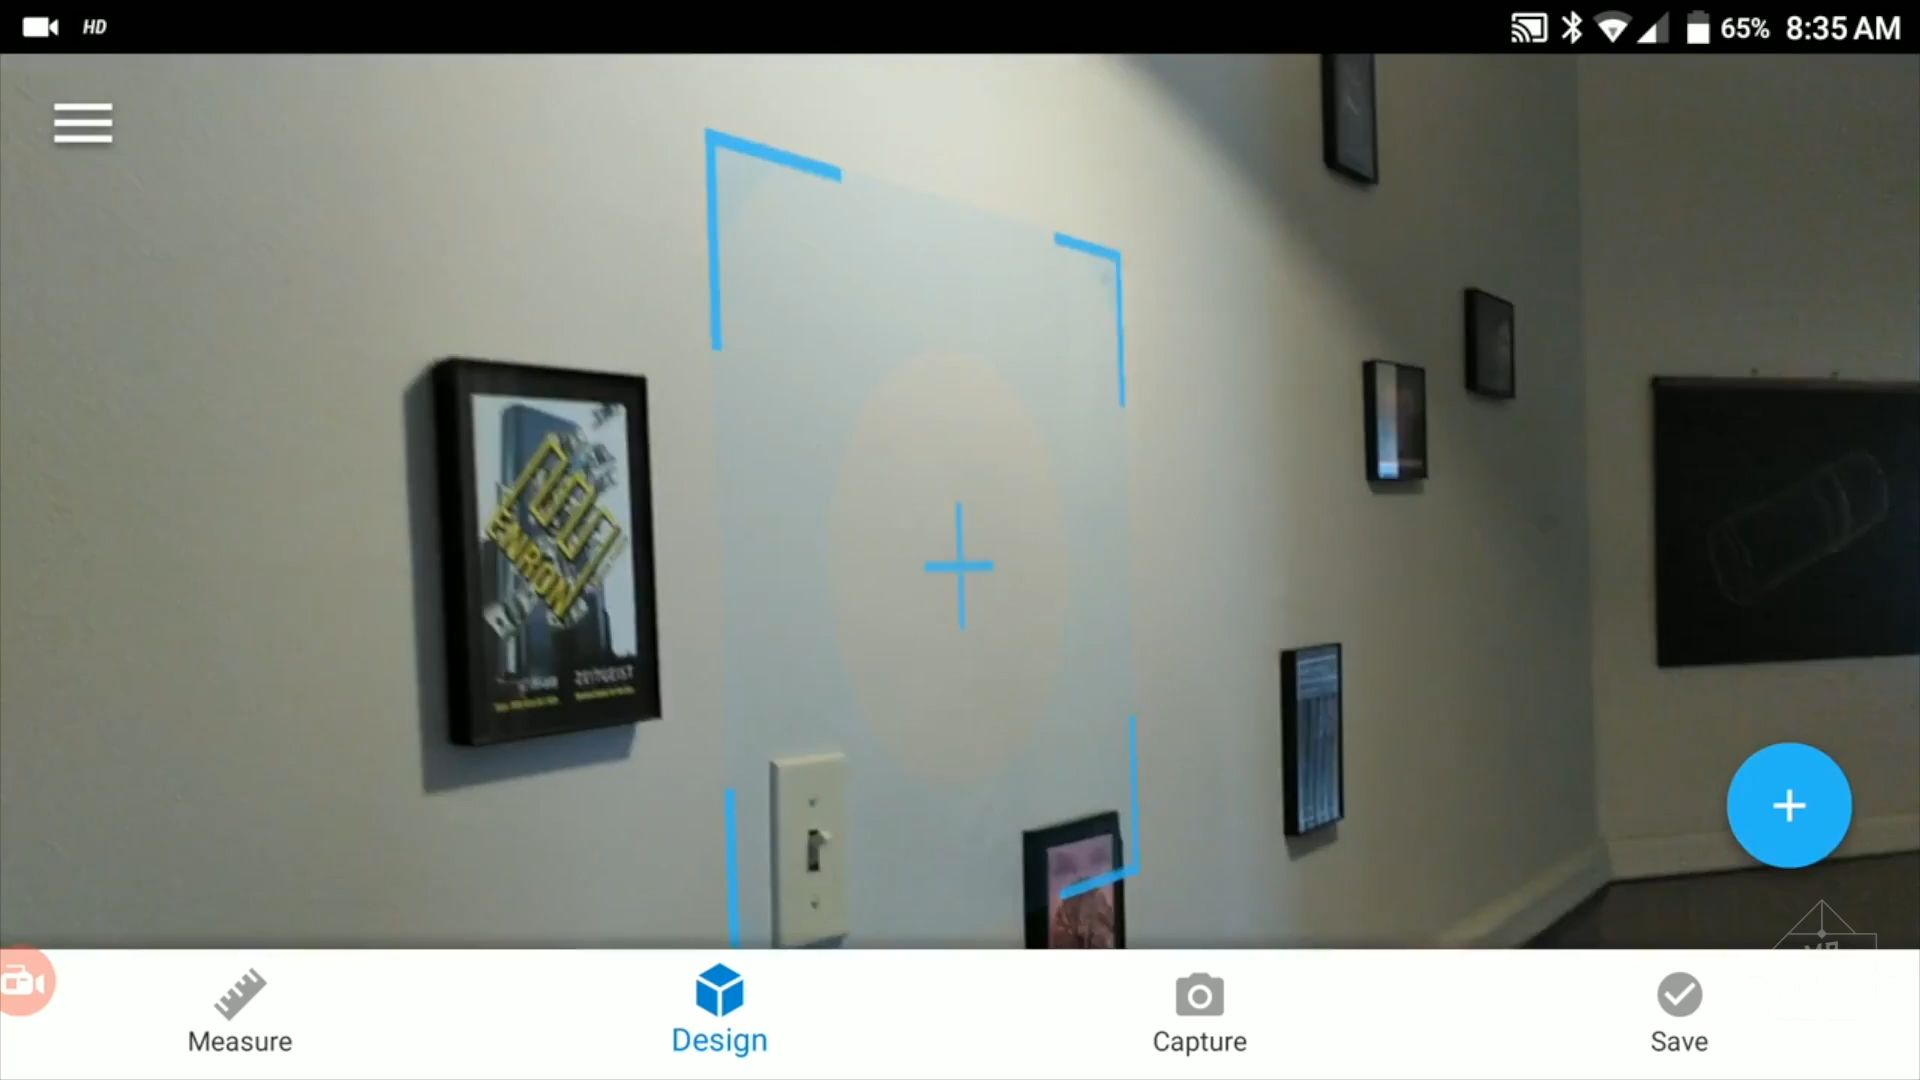 HD
65% 8:35 AM
ENRON
ZEITGEIST
Measure
Design
Capture
Save